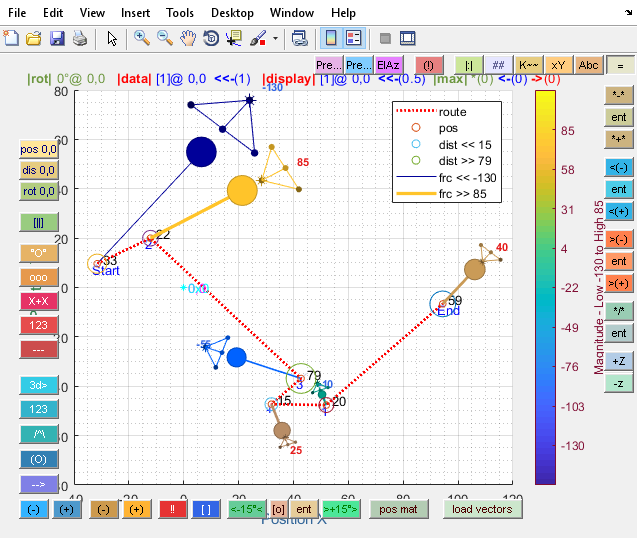 File Edit View Insert Tools Desktop Window Help
Pre... Pre... ElAz (!) |:| ## K~~ xY Abc =
|rot| 0°@ 0,0 |data| [1]@ 0,0 <<-(1) |display| [1]@ 0,0 <<-(0.5) |max| *(0) <-(0) ->(0)
80
-130
route
pos
dist << 15
dist >> 79
frc << -130
frc >> 85
60
85
40
20
0
pos 0,0
dis 0,0
rot 0,0
[||]
"O"
ooo
X+X
123
---
3d>
123
/^\
(O)
-->
22
2
33
Start
40
0,0
59
End
-55
79
3
-10
15
4
20
25
-40
-20
0
20
40
60
80
100
120
Position X
85
58
31
4
-22
-49
-76
-103
-130
Magnitude - Low -130 to High 85
*.*
ent
*+*
<(-)
ent
<(+)
>(-)
ent
>(+)
*/*
ent
+Z
-z
(-) (+) (-) (+) !! [ ] <-15°< [o] ent >+15°> pos mat load vectors